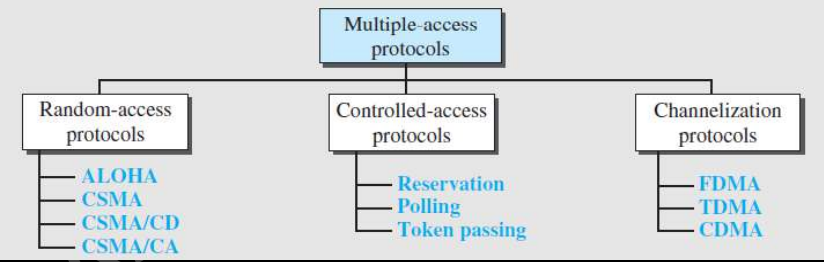 Multiple-access
protocols
Random-access
protocols
ALOHA
CSMA
CSMA/CD
CSMA/CA
Controlled-access
protocols
Reservation
Polling
Token passing
Channelization
protocols
FDMA
TDMA
CDMA